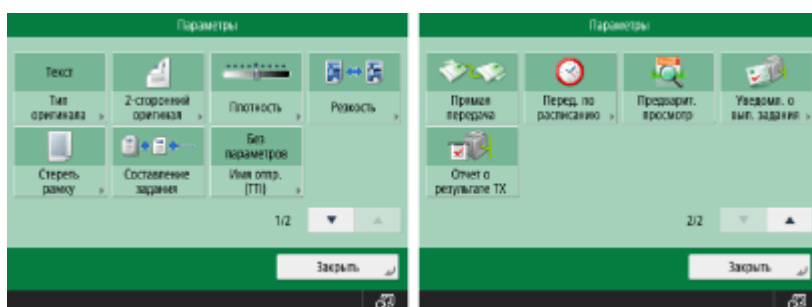 Параметры
Текст
Тип
оригинала
2-сторонний
оригинал
Плотность
Резкость
Стереть
рамку
Составление
задания
Без
параметров
Имя отпр.
(TTI)
1/2
Закрыть
Параметры
Прямая
передача
Перед. по
расписанию
Предварит.
просмотр
Уведомл. о
вып. задания
Отчет о
результате TX
2/2
Закрыть